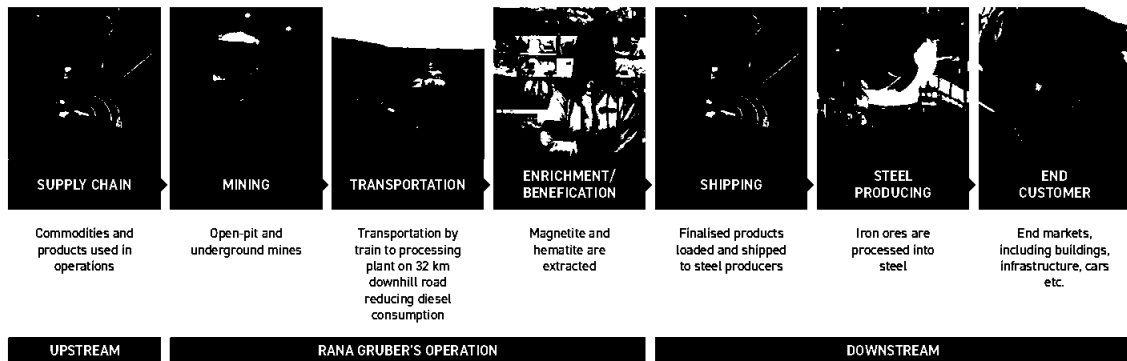 SUPPLY CHAIN
MINING
TRANSPORTATION
ENRICHMENT/
BENEFICATION
SHIPPING
STEEL
PRODUCING
END
CUSTOMER
Commodities and
products used in
operations
Open-pit and
underground mines
Transportation by
train to processing
plant on 32 km
downhill road
reducing diesel
consumption
Magnetite and
hematite are
extracted
Finalised products
loaded and shipped
to steel producers
Iron ores are
processed into
steel
End markets,
including buildings,
infrastructure, cars
etc.
UPSTREAM
RANA GRUBER'S OPERATION
DOWNSTREAM